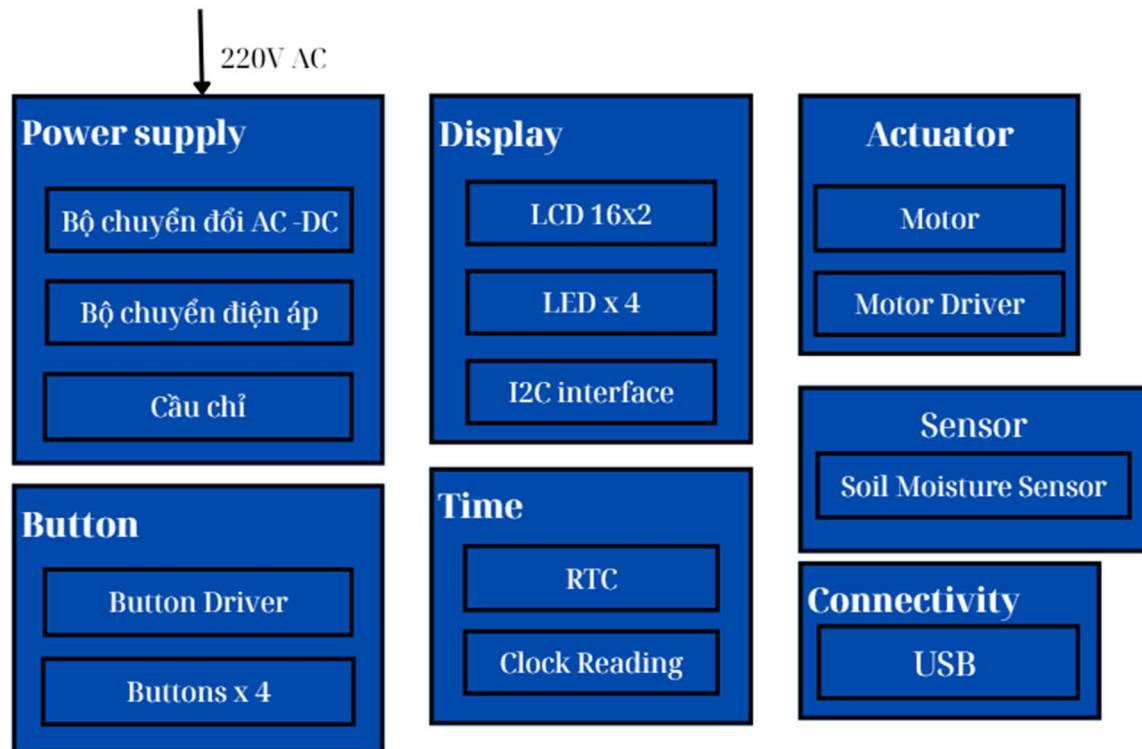 220V AC
Power supply
Bộ chuyển đổi AC -DC
Bộ chuyển điện áp
Cầu chỉ
Button
Button Driver
Buttons x 4
Display
LCD 16x2
LED x 4
I2C interface
Time
RTC
Clock Reading
Actuator
Motor
Motor Driver
Sensor
Soil Moisture Sensor
Connectivity
USB